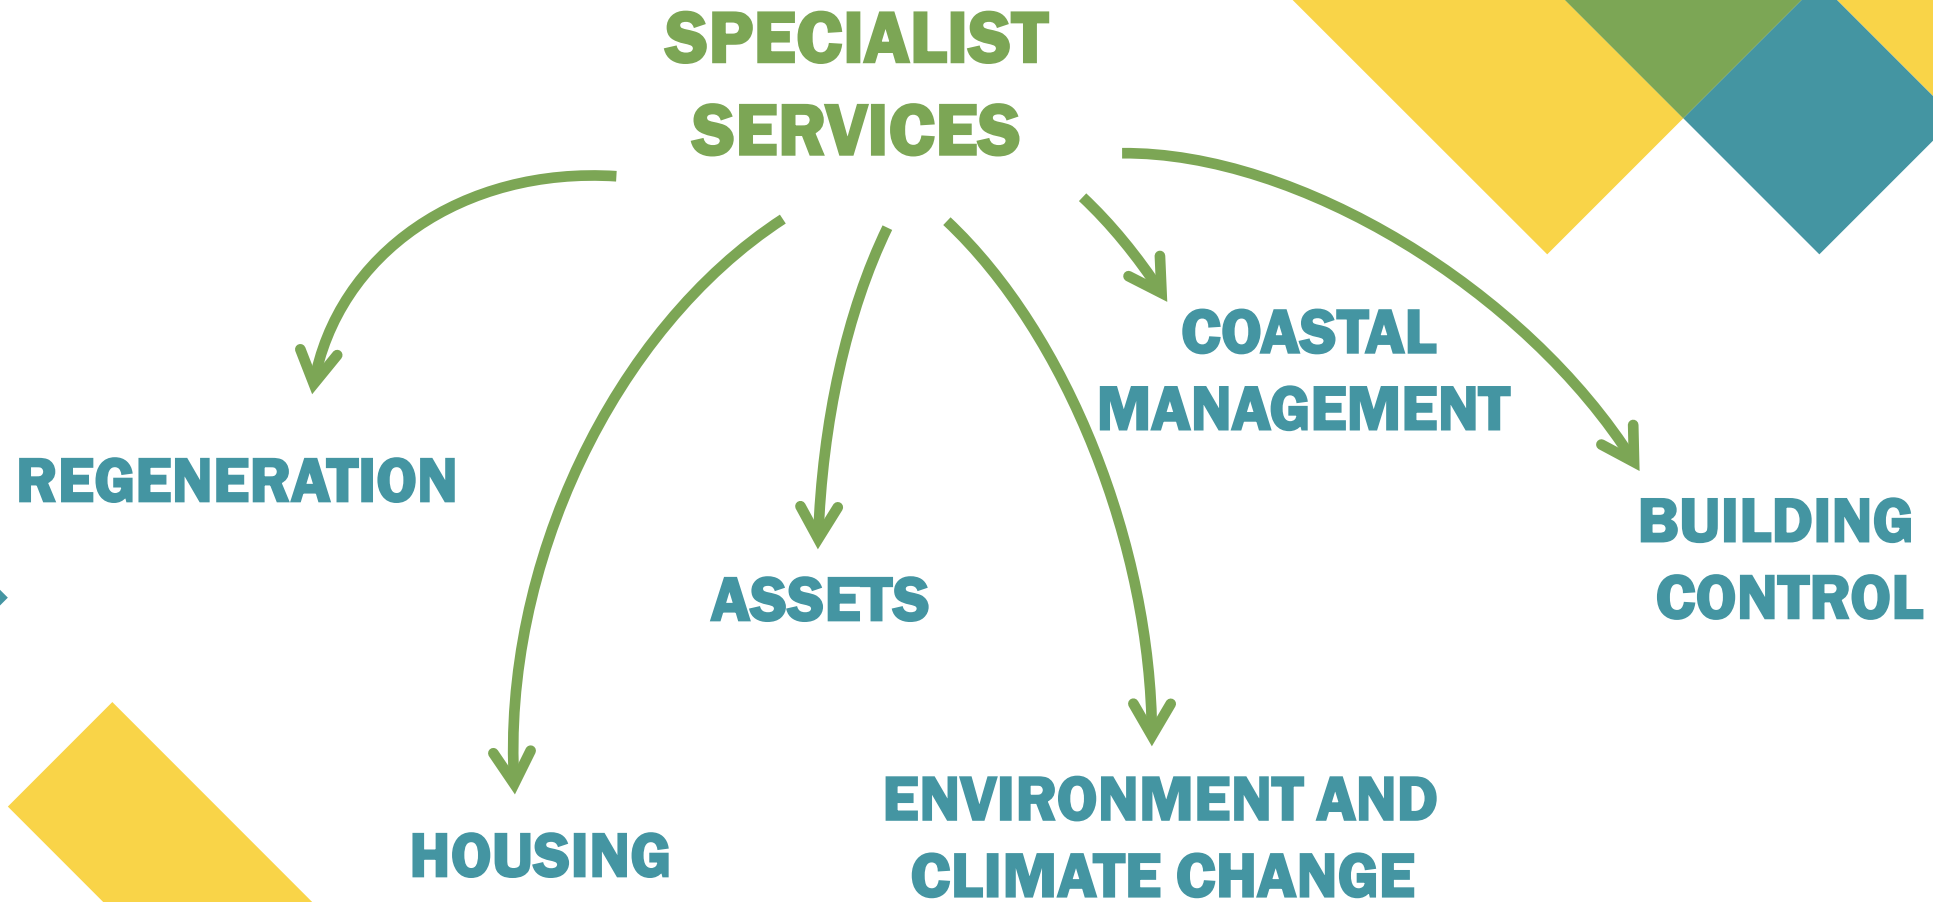 SPECIALIST
SERVICES
COASTAL
MANAGEMENT
REGENERATION
BUILDING
CONTROL
ASSETS
HOUSING
ENVIRONMENT AND
CLIMATE CHANGE